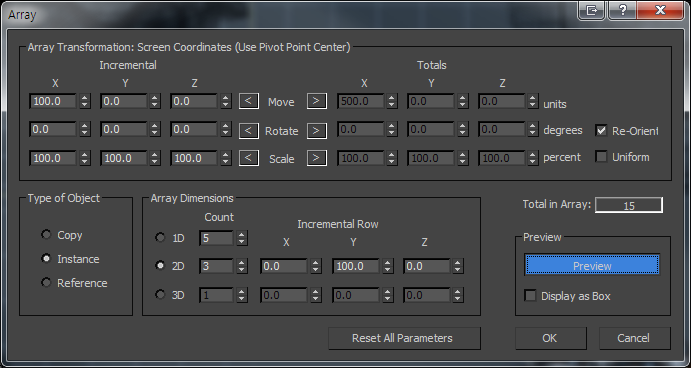 Array
Array Transformation: Screen Coordinates (Use Pivot Point Center)
Incremental Totals
X Y Z X Y Z
100.0 0.0 0.0 < Move > 500.0 0.0 0.0 units
0.0 0.0 0.0 < Rotate > 0.0 0.0 0.0 degrees Re-Orient
100.0 100.0 100.0 < Scale > 100.0 100.0 100.0 percent Uniform
Type of Object
Copy
Instance
Reference
Array Dimensions
Count Incremental Row
X Y Z
1D 5
2D 3 0.0 100.0 0.0
3D 1 0.0 0.0 0.0
Total in Array: 15
Preview
Preview
Display as Box
Reset All Parameters OK Cancel